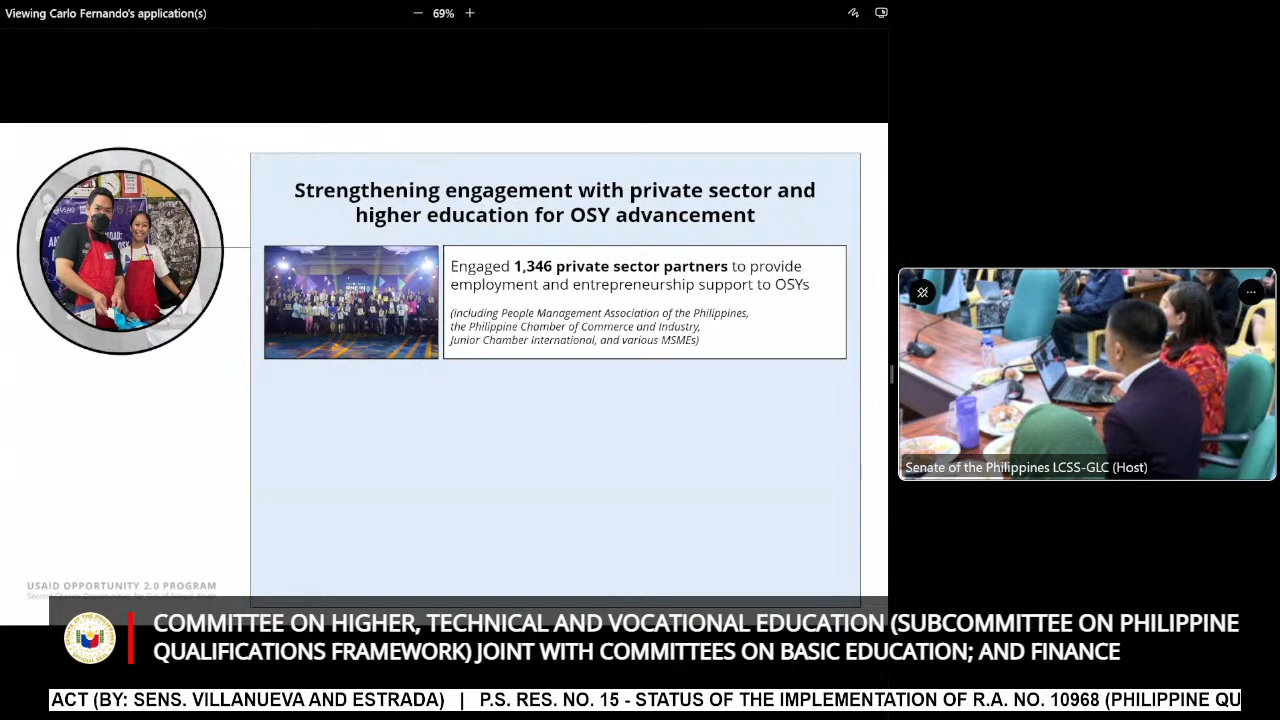 Viewing Carlo Fernando's application(s)
69%
Strengthening engagement with private sector and
higher education for OSY advancement
USAID
ONE IN
Engaged 1,346 private sector partners to provide
employment and entrepreneurship support to OSYs
(including People Management Association of the Philippines,
the Philippine Chamber of Commerce and Industry,
Junior Chamber International, and various MSMEs)
Senate of the Philippines LCSS-GLC (Host)
USAID OPPORTUNITY 2.0 PROGRAM
COMMITTEE ON HIGHER, TECHNICAL AND VOCATIONAL EDUCATION (SUBCOMMITTEE ON PHILIPPINE
QUALIFICATIONS FRAMEWORK) JOINT WITH COMMITTEES ON BASIC EDUCATION; AND FINANCE
ACT (BY: SENS. VILLANUEVA AND ESTRADA) | P.S. RES. NO. 15 - STATUS OF THE IMPLEMENTATION OF R.A. NO. 10968 (PHILIPPINE QU